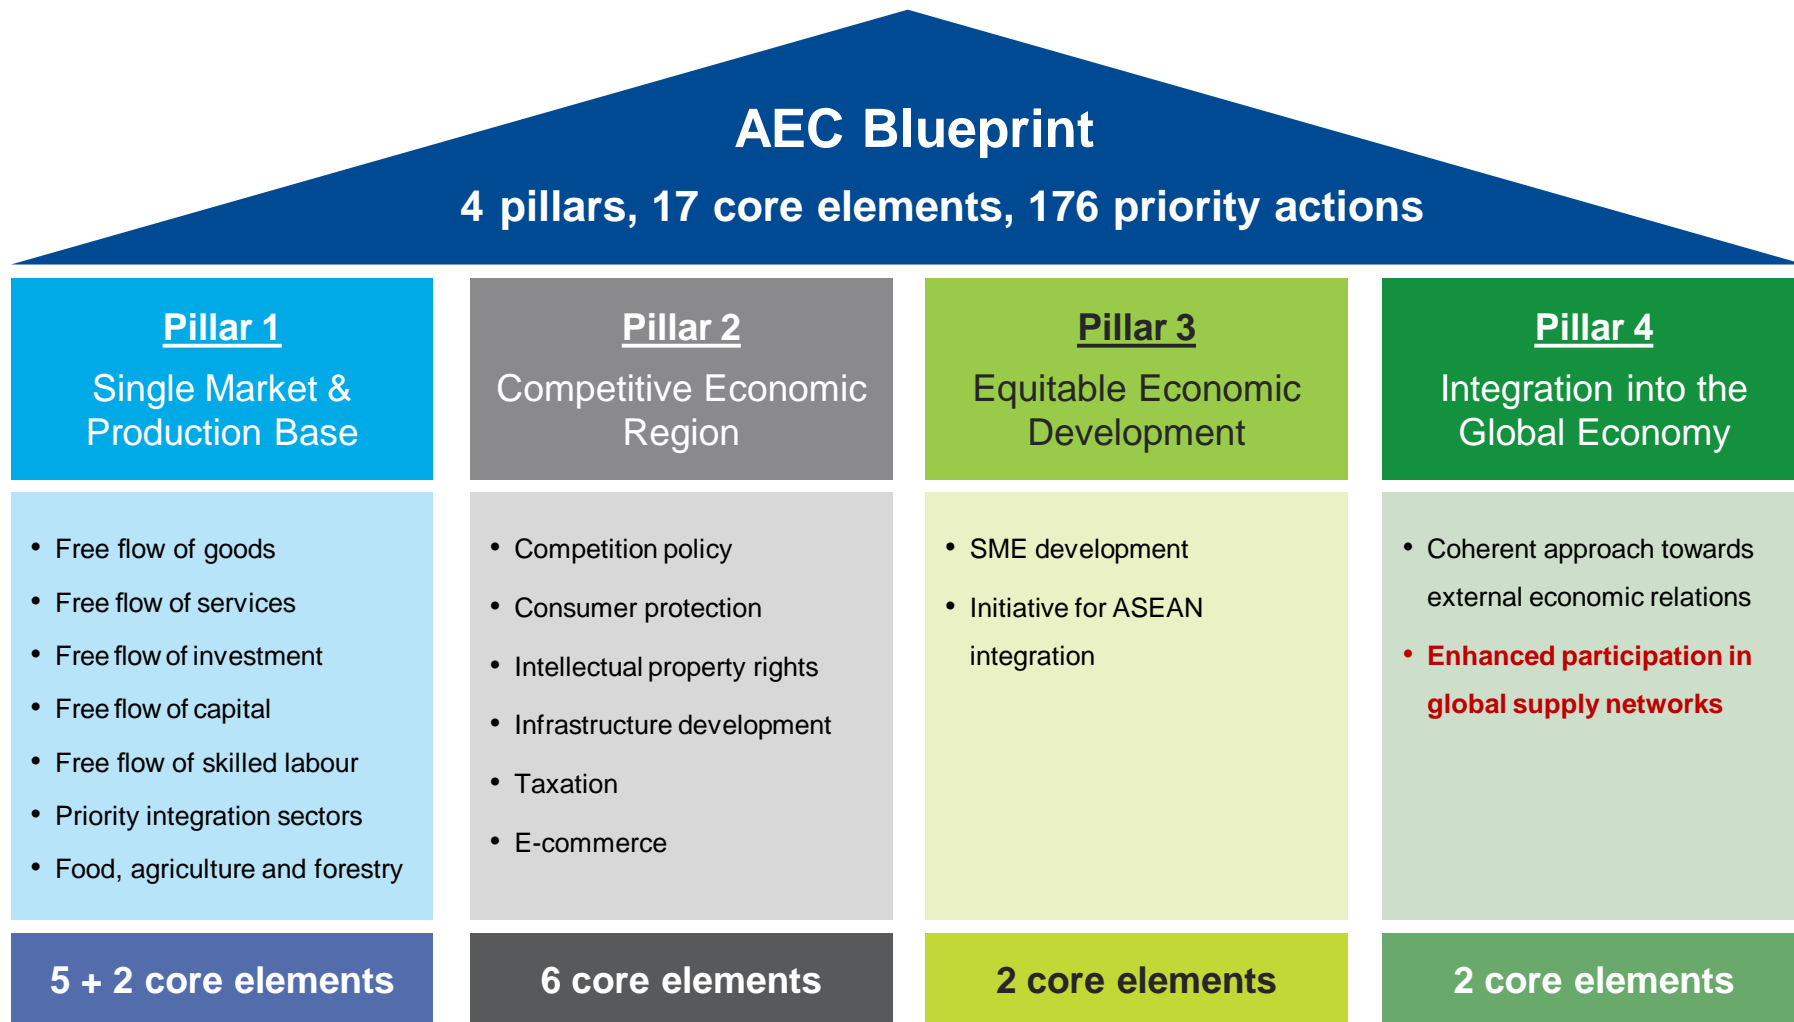 AEC Blueprint
4 pillars, 17 core elements, 176 priority actions
Pillar 1
Single Market &
Production Base
• Free flow of goods
• Free flow of services
• Free flow of investment
• Free flow of capital
• Free flow of skilled labour
• Priority integration sectors
• Food, agriculture and forestry
5 + 2 core elements
Pillar 2
Competitive Economic
Region
• Competition policy
• Consumer protection
• Intellectual property rights
• Infrastructure development
• Taxation
• E-commerce
6 core elements
Pillar 3
Equitable Economic
Development
• SME development
• Initiative for ASEAN
integration
2 core elements
Pillar 4
Integration into the
Global Economy
• Coherent approach towards
external economic relations
• Enhanced participation in
global supply networks
2 core elements